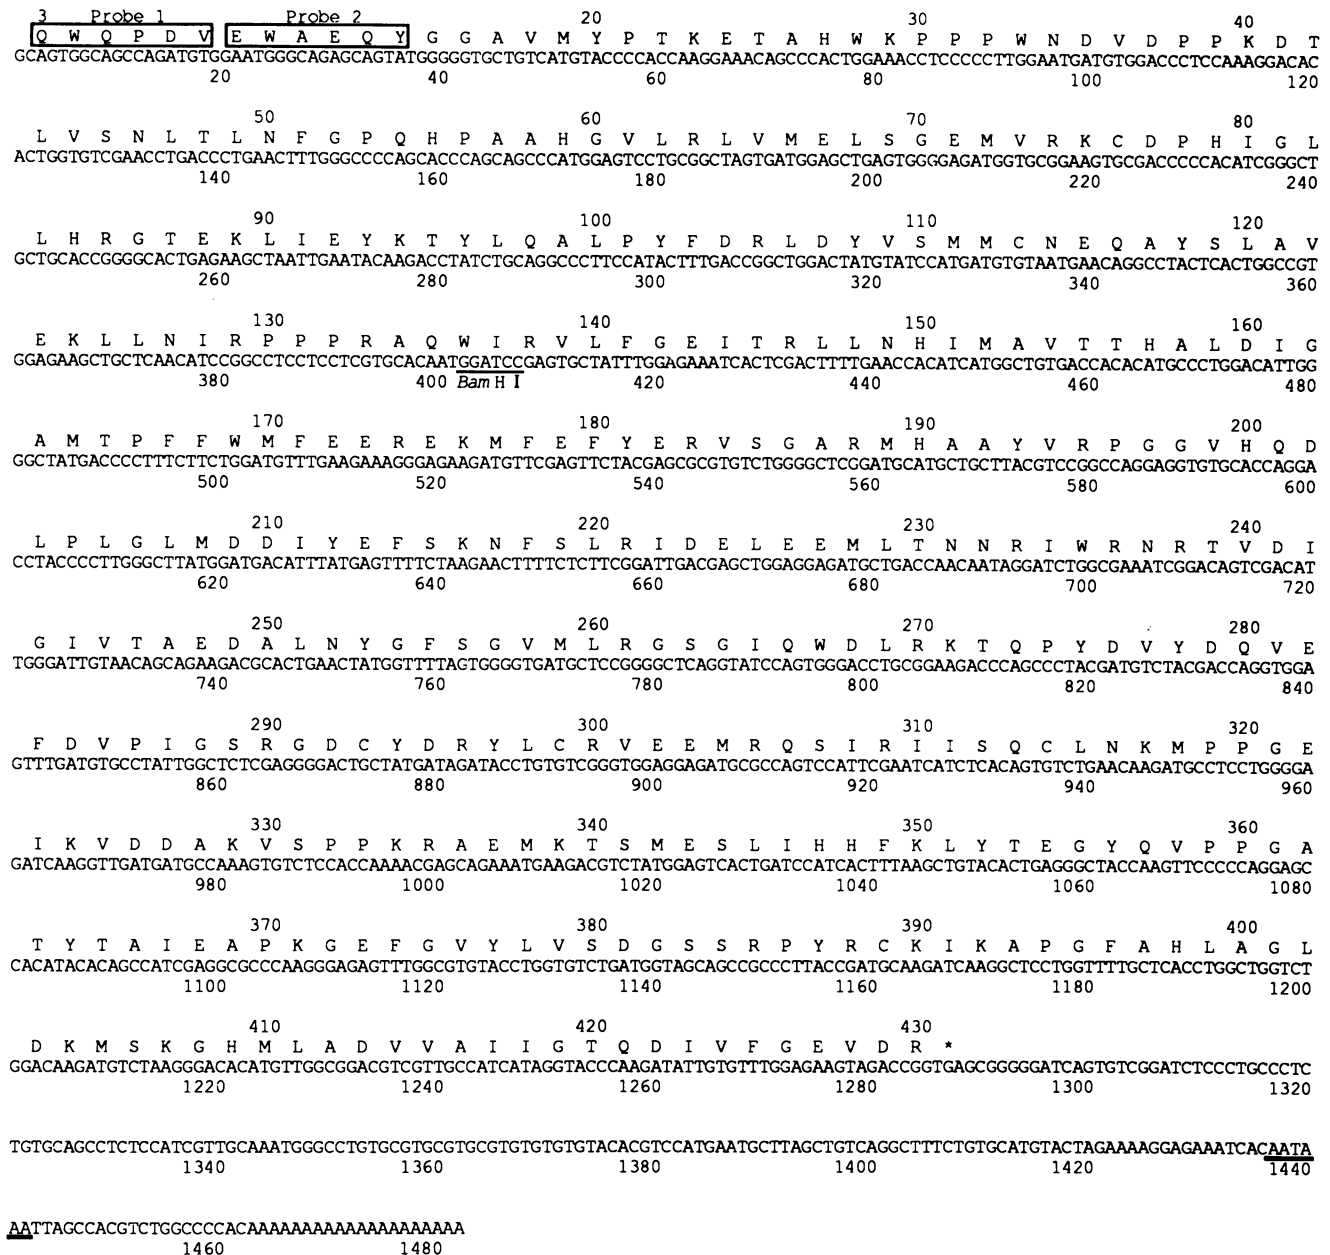 3 Probe 1 Probe 2 20 30 40
Q W Q P D V E W A E Q Y G G A V M Y P T K E T A H W K P P P W N D V D P P K D T
GCAGTGGCAGCCAGATGTGGAATGGGCAGAGCAGTATGGGGGTGCTGTCATGTACCCCACCAAGGAAACAGCCCACTGGAAACCTCCCCCTTGGAATGATGTGGACCCTCCAAAGGACAC
20 40 60 80 100 120
50 60 70 80
L V S N L T L N F G P Q H P A A H G V L R L V M E L S G E M V R K C D P H I G L
ACTGGTGTCGAACCTGACCCTGAACTTTGGGCCCCAGCACCCAGCAGCCCATGGAGTCCTGCGGCTAGTGATGGAGCTGAGTGGGGAGATGGTGCGGAAGTGCGACCCCCACATCGGGCT
140 160 180 200 220 240
90 100 110 120
L H R G T E K L I E Y K T Y L Q A L P Y F D R L D Y V S M M C N E Q A Y S L A V
GCTGCACCGGGGCACTGAGAAGCTAATTGAATACAAGACCTATCTGCAGGCCCTTCCATACTTTGACCGGCTGGACTATGTATCCATGATGTGTAATGAACAGGCCTACTCACTGGCCGT
260 280 300 320 340 360
130 140 150 160
E K L L N I R P P P R A Q W I R V L F G E I T R L L N H I M A V T T H A L D I G
GGAGAAGCTGCTCAACATCCGGCCTCCTCCTCGTGCACAATGGATCCGAGTGCTATTTGGAGAAATCACTCGACTTTTGAACCACATCATGGCTGTGACCACACATGCCCTGGACATTGG
380 400 Bam H I 420 440 460 480
170 180 190 200
A M T P F F W M F E E R E K M F E F Y E R V S G A R M H A A Y V R P G G V H Q D
GGCTATGACCCCTTTCTTCTGGATGTTTGAAGAAAGGGAGAAGATGTTCGAGTTCTACGAGCGCGTGTCTGGGGCTCGGATGCATGCTGCTTACGTCCGGCCAGGAGGTGTGCACCAGGA
500 520 540 560 580 600
210 220 230 240
L P L G L M D D I Y E F S K N F S L R I D E L E E M L T N N R I W R N R T V D I
CCTACCCCTTGGGCTTATGGATGACATTTATGAGTTTTCTAAGAACTTTTCTCTTCGGATTGACGAGCTGGAGGAGATGCTGACCAACAATAGGATCTGGCGAAATCGGACAGTCGACAT
620 640 660 680 700 720
250 260 270 280
G I V T A E D A L N Y G F S G V M L R G S G I Q W D L R K T Q P Y D V Y D Q V E
TGGGATTGTAACAGCAGAAGACGCACTGAACTATGGTTTTAGTGGGGTGATGCTCCGGGGCTCAGGTATCCAGTGGGACCTGCGGAAGACCCAGCCCTACGATGTCTACGACCAGGTGGA
740 760 780 800 820 840
290 300 310 320
F D V P I G S R G D C Y D R Y L C R V E E M R Q S I R I I S Q C L N K M P P G E
GTTTGATGTGCCTATTGGCTCTCGAGGGGACTGCTATGATAGATACCTGTGTCGGGTGGAGGAGATGCGCCAGTCCATTCGAATCATCTCACAGTGTCTGAACAAGATGCCTCCTGGGGA
860 880 900 920 940 960
330 340 350 360
I K V D D A K V S P P K R A E M K T S M E S L I H H F K L Y T E G Y Q V P P G A
GATCAAGGTTGATGATGCCAAAGTGTCTCCACCAAAACGAGCAGAAATGAAGACGTCTATGGAGTCACTGATCCATCACTTTAAGCTGTACACTGAGGGCTACCAAGTTCCCCCAGGAGC
980 1000 1020 1040 1060 1080
370 380 390 400
T Y T A I E A P K G E F G V Y L V S D G S S R P Y R C K I K A P G F A H L A G L
CACATACACAGCCATCGAGGCGCCCAAGGGAGAGTTTGGCGTGTACCTGGTGTCTGATGGTAGCAGCCGCCCTTACCGATGCAAGATCAAGGCTCCTGGTTTTGCTCACCTGGCTGGTCT
1100 1120 1140 1160 1180 1200
410 420 430
D K M S K G H M L A D V V A I I G T Q D I V F G E V D R *
GGACAAGATGTCTAAGGGACACATGTTGGCGGACGTCGTTGCCATCATAGGTACCCAAGATATTGTGTTTGGAGAAGTAGACCGGTGAGCGGGGGATCAGTGTCGGATCTCCCTGCCCTC
1220 1240 1260 1280 1300 1320
TGTGCAGCCTCTCCATCGTTGCAAATGGGCCTGTGCGTGCGTGCGTGTGTGTGTACACGTCCATGAATGCTTAGCTGTCAGGCTTTCTGTGCATGTACTAGAAAAGGAGAAATCACAATA
1340 1360 1380 1400 1420 1440
AATTAGCCACGTCTGGCCCCACAAAAAAAAAAAAAAAAAAAA
1460 1480